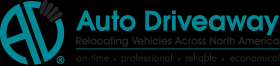 AD®
Auto Driveaway
Relocating Vehicles Across North America
on-time • professional • reliable • economical